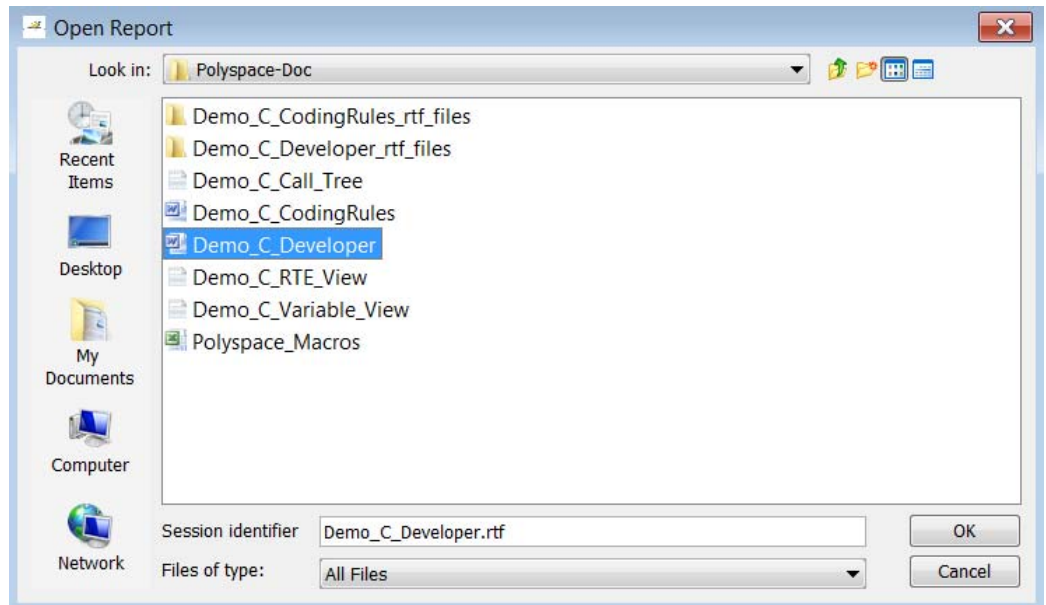 Open Report
Look in: Polyspace-Doc
Recent Items
Desktop
My Documents
Computer
Network
Demo_C_CodingRules_rtf_files
Demo_C_Developer_rtf_files
Demo_C_Call_Tree
Demo_C_CodingRules
Demo_C_Developer
Demo_C_RTE_View
Demo_C_Variable_View
Polyspace_Macros
Session identifier Demo_C_Developer.rtf OK
Files of type: All Files Cancel